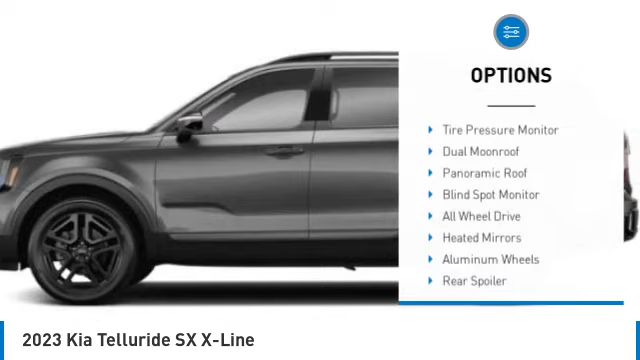 OPTIONS
Tire Pressure Monitor
Dual Moonroof
Panoramic Roof
Blind Spot Monitor
All Wheel Drive
Heated Mirrors
Aluminum Wheels
Rear Spoiler
2023 Kia Telluride SX X-Line